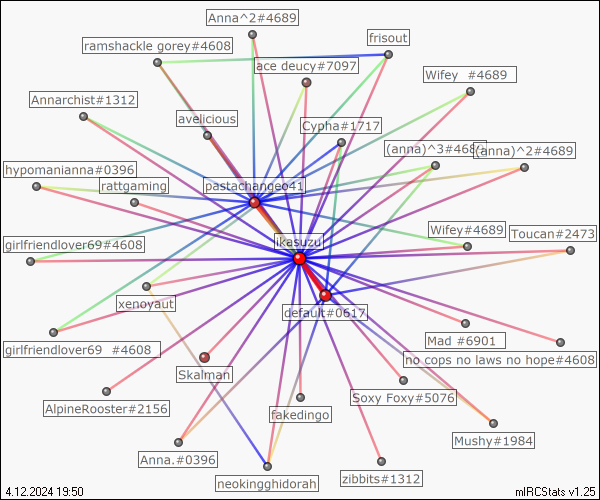 Anna^2#4689
frisout
ramshackle gorey#4608
ace deucy#7097
Wifey #4689
Annarchist#1312
avelicious
Cypha#1717
(anna)^3#468
(anna)^2#4689
hypomanianna#0396
rattgaming
pastachangeo41
Wifey#4689
Toucan#2473
girlfriendlover69#4608
ikasuzu
xenoyaut
default#0617
Mad #6901
girlfriendlover69 #4608
no cops no laws no hope#4608
Skalman
Soxy Foxy#5076
AlpineRooster#2156
fakedingo
Mushy#1984
Anna.#0396
zibbits#1312
neokingghidorah
4.12.2024 19:50
mIRCStats v1.25